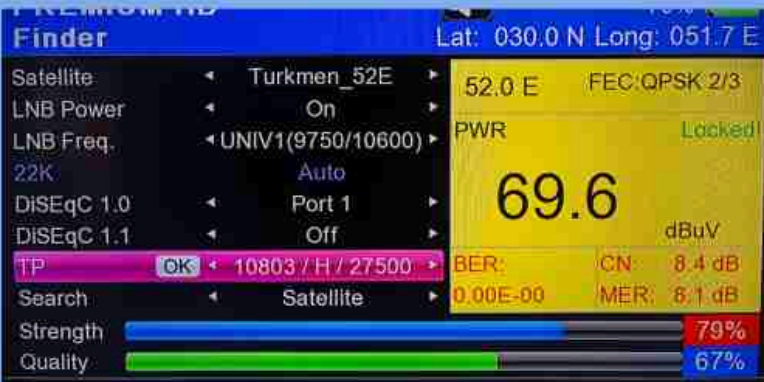 PREMIUM HD
Finder
Lat: 030.0 N Long: 051.7 E
Satellite Turkmen_52E
LNB Power On
LNB Freq. UNIV1(9750/10600)
22K Auto
DiSEqC 1.0 Port 1
DiSEqC 1.1 Off
TP OK 10803 / H / 27500
Search Satellite
52.0 E FEC:QPSK 2/3
PWR Locked!
69.6
dBuV
BER: CN: 8.4 dB
0.00E-00 MER: 8.1 dB
Strength 79%
Quality 67%